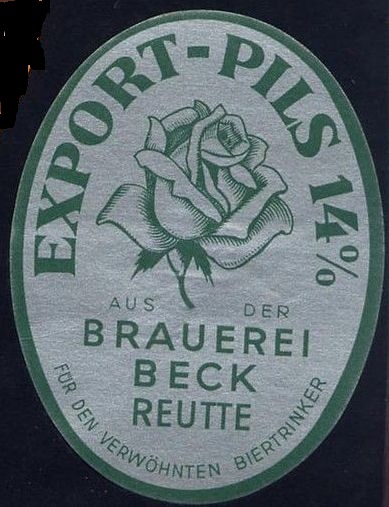 EXPORT-PILS 14%
AUS DER
BRAUEREI
BECK
REUTTE
FÜR DEN VERWÖHNTEN BIERTRINKER